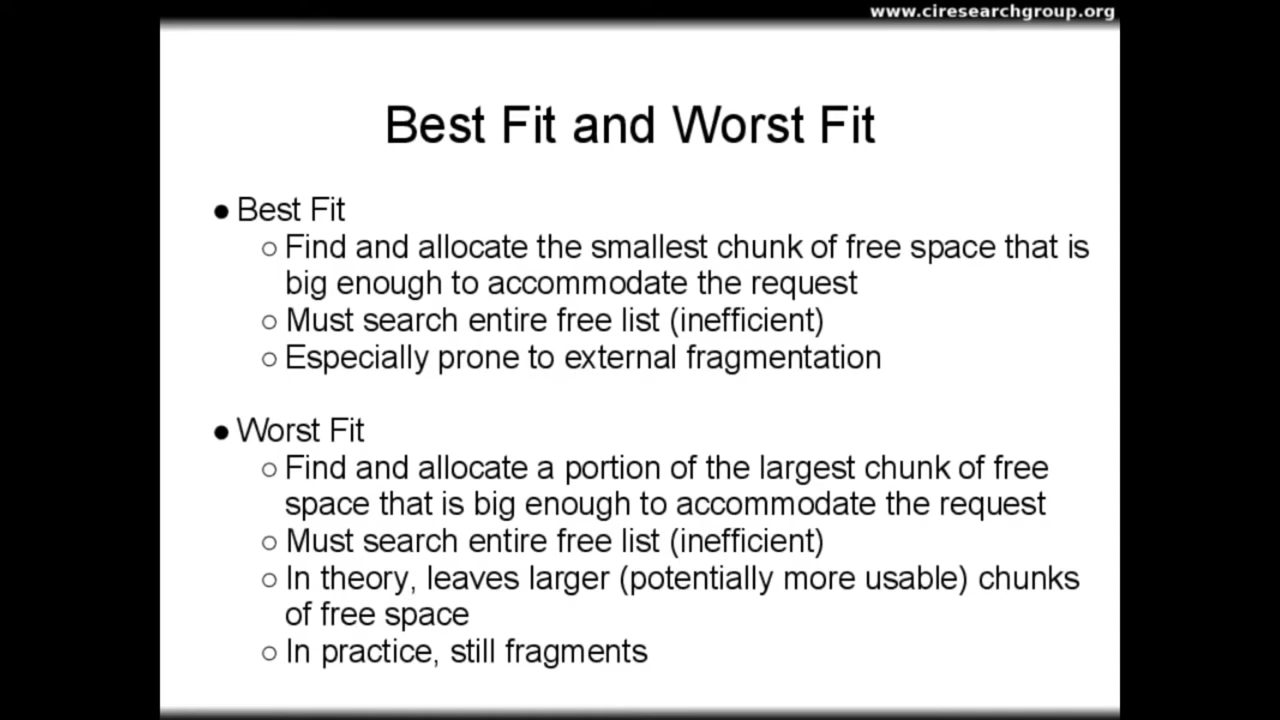 www.ciresearchgroup.org
Best Fit and Worst Fit
● Best Fit
○ Find and allocate the smallest chunk of free space that is
big enough to accommodate the request
○ Must search entire free list (inefficient)
○ Especially prone to external fragmentation
● Worst Fit
○ Find and allocate a portion of the largest chunk of free
space that is big enough to accommodate the request
○ Must search entire free list (inefficient)
○ In theory, leaves larger (potentially more usable) chunks
of free space
○ In practice, still fragments